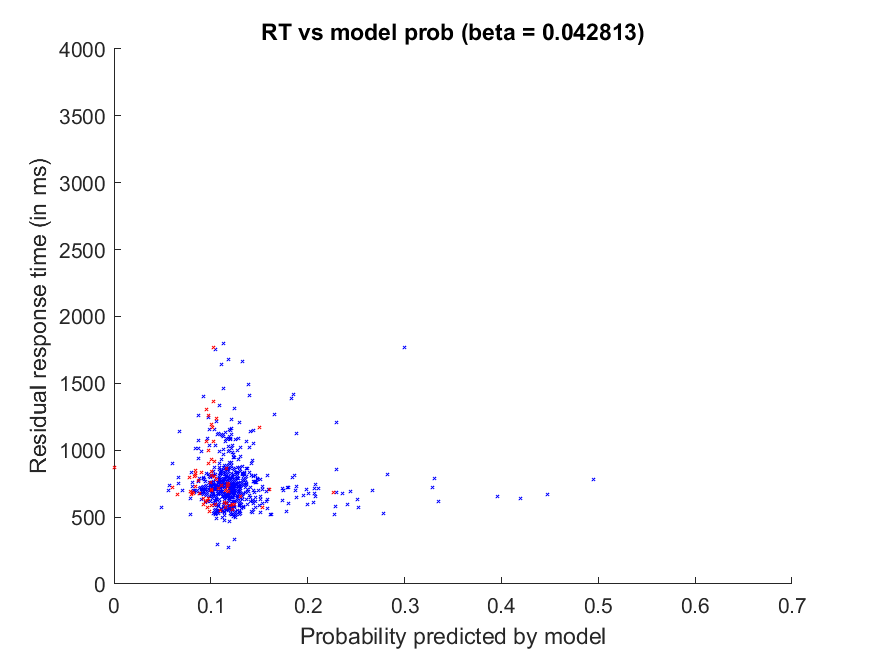 RT vs model prob (beta = 0.042813)
4000
3500
3000
2500
2000
1500
1000
500
0
Residual response time (in ms)
0 0.1 0.2 0.3 0.4 0.5 0.6 0.7
Probability predicted by model